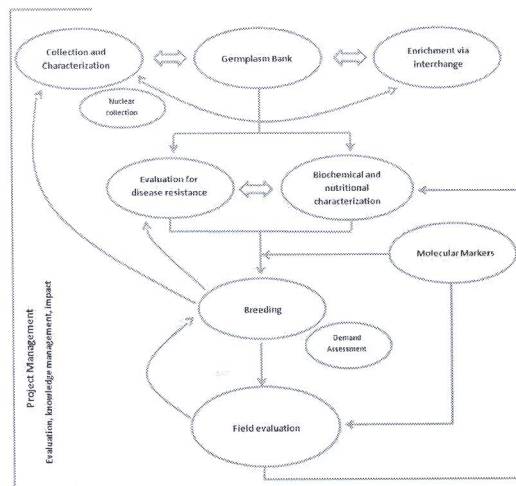 Collection and
Characterization
Germplasm Bank
Enrichment via
interchange
Nuclear
collection
Evaluation for
disease resistance
Biochemical and
nutritional
characterization
Molecular Markers
Breeding
Demand
Assessment
Field evaluation
Project Management
Evaluation, knowledge management, impact